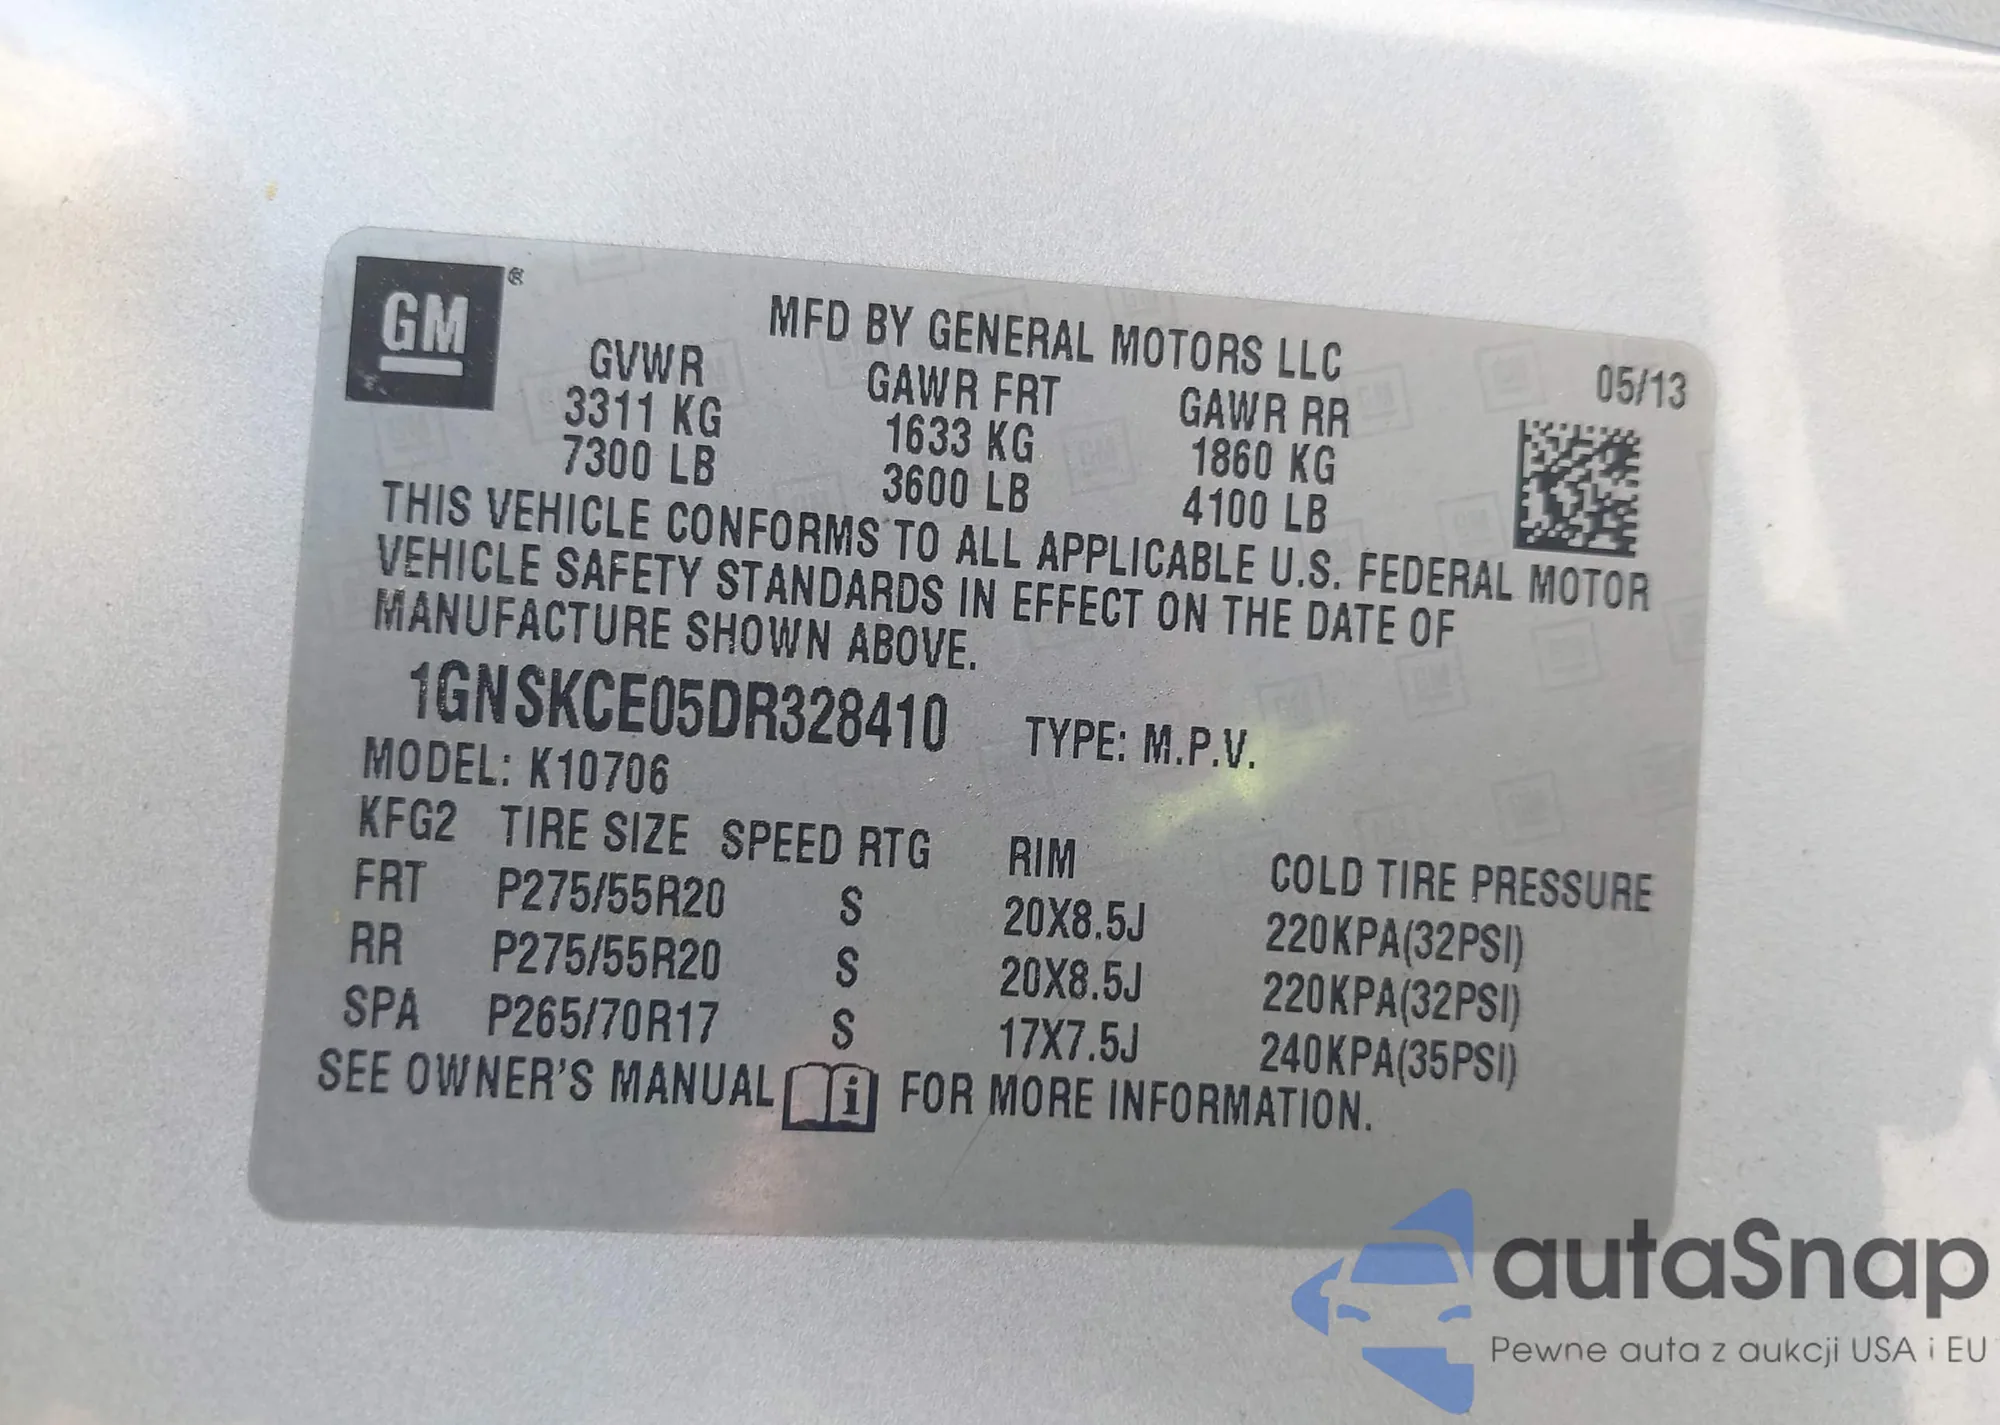 GM®
MFD BY GENERAL MOTORS LLC
05/13
GVWR GAWR FRT GAWR RR
3311 KG 1633 KG 1860 KG
7300 LB 3600 LB 4100 LB
THIS VEHICLE CONFORMS TO ALL APPLICABLE U.S. FEDERAL MOTOR
VEHICLE SAFETY STANDARDS IN EFFECT ON THE DATE OF
MANUFACTURE SHOWN ABOVE.
1GNSKCE05DR328410 TYPE: M.P.V.
MODEL: K10706
KFG2 TIRE SIZE SPEED RTG RIM COLD TIRE PRESSURE
FRT P275/55R20 S 20X8.5J 220KPA(32PSI)
RR P275/55R20 S 20X8.5J 220KPA(32PSI)
SPA P265/70R17 S 17X7.5J 240KPA(35PSI)
SEE OWNER'S MANUAL i FOR MORE INFORMATION.
autaSnap
Pewne auta z aukcji USA i EU